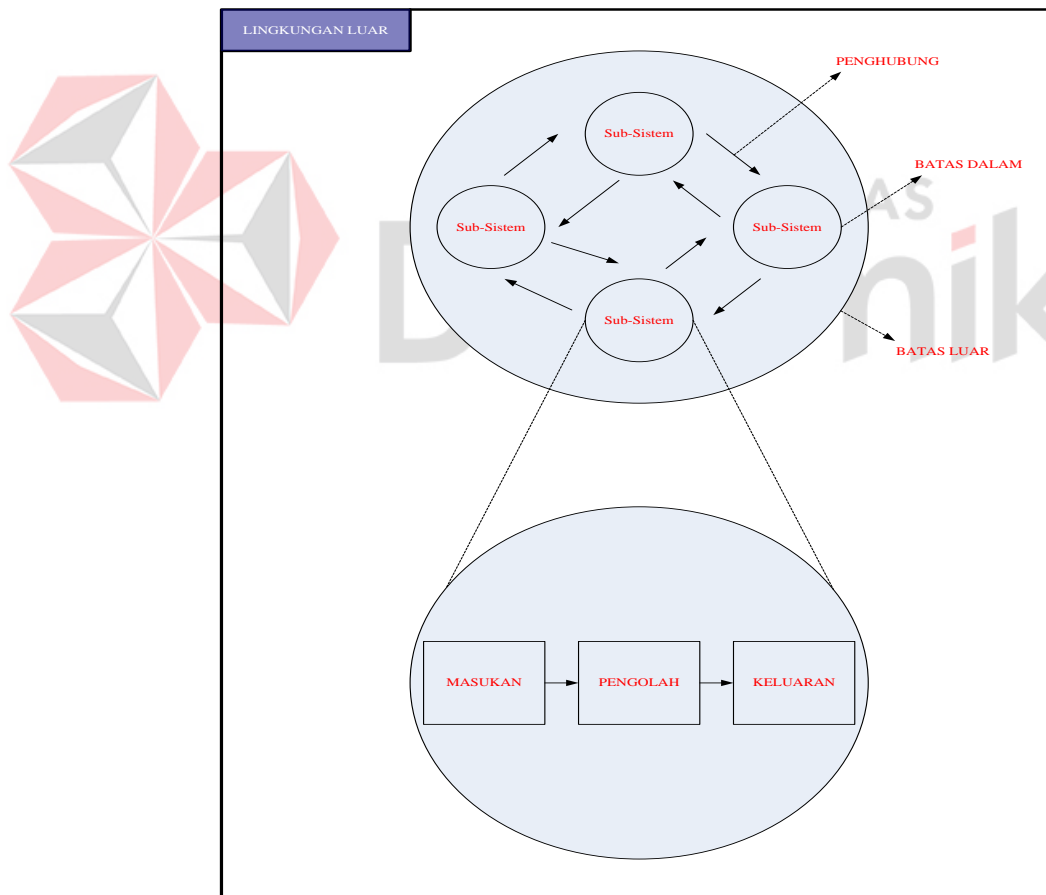 LINGKUNGAN LUAR
PENGHUBUNG
Sub-Sistem
BATAS DALAM
Sub-Sistem
Sub-Sistem
Sub-Sistem
BATAS LUAR
MASUKAN
PENGOLAH
KELUARAN